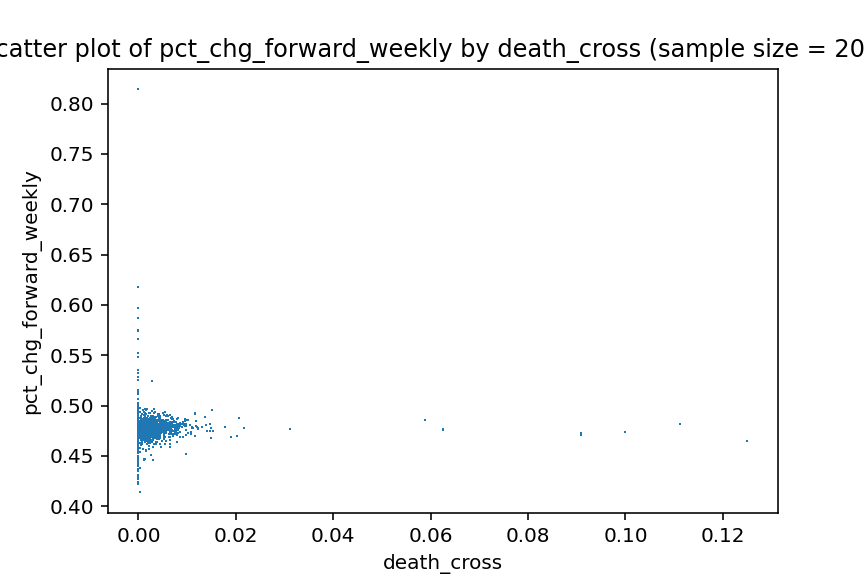 catter plot of pct_chg_forward_weekly by death_cross (sample size = 20
0.80
0.75
0.70
0.65
0.60
0.55
0.50
0.45
0.40
pct_chg_forward_weekly
0.00 0.02 0.04 0.06 0.08 0.10 0.12
death_cross